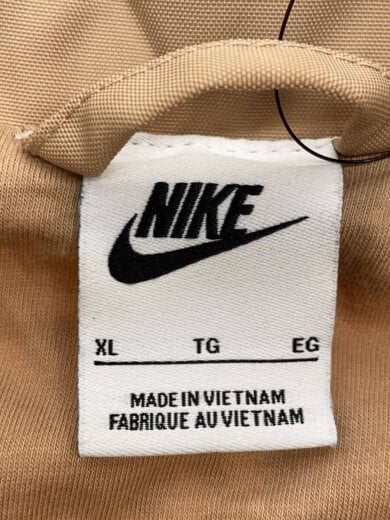 NIKE
XL TG EG
MADE IN VIETNAM
FABRIQUE AU VIETNAM